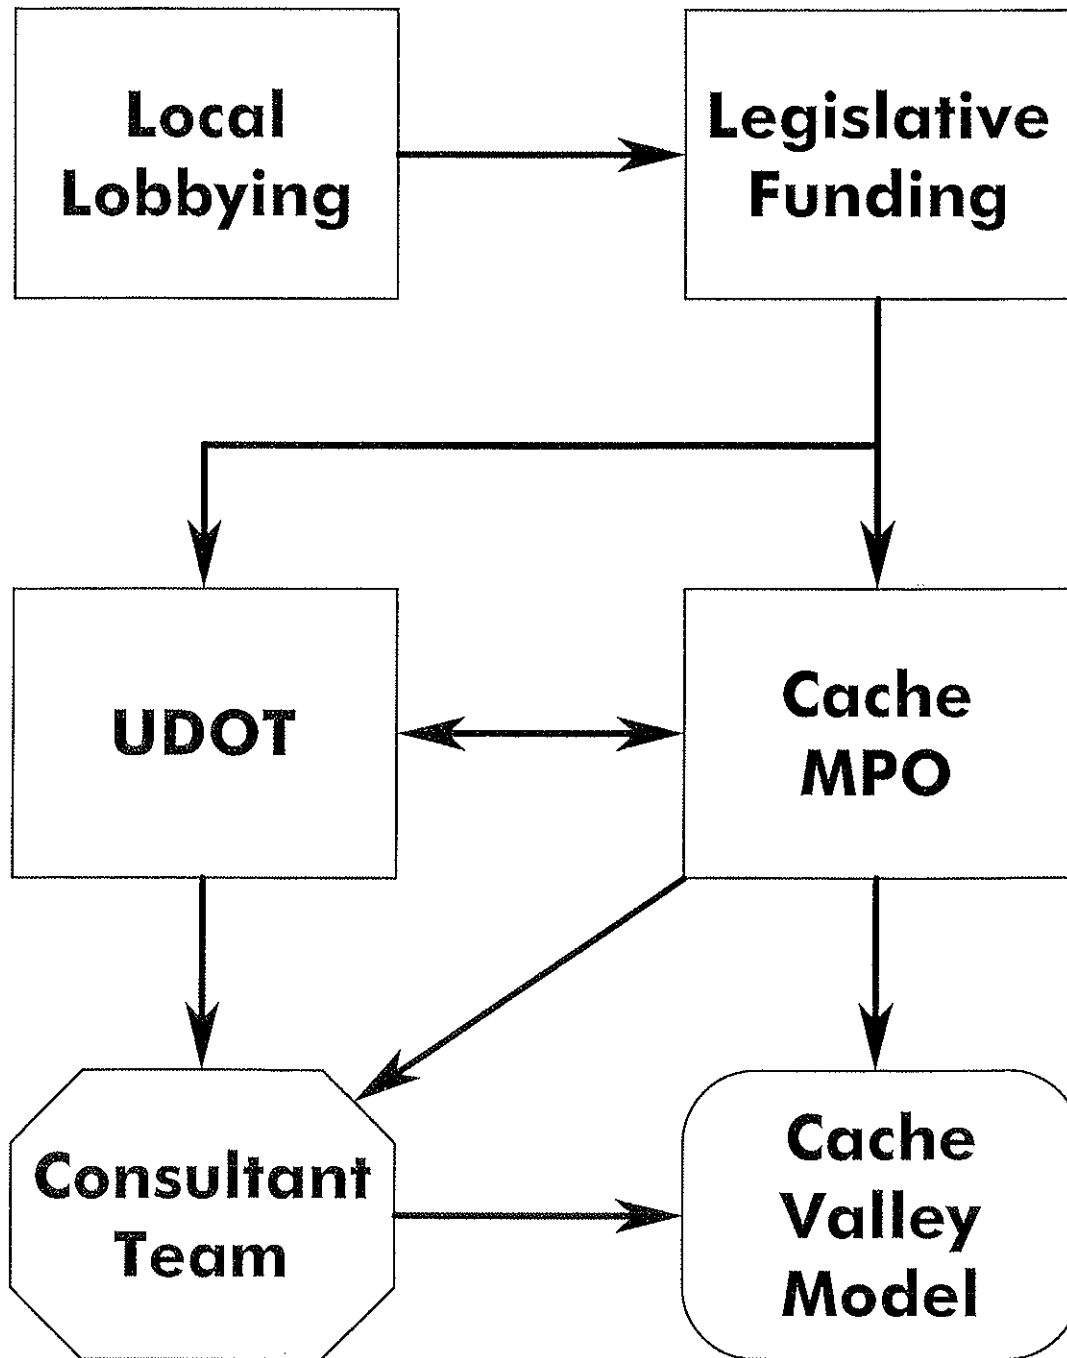 Local
Lobbying
Legislative
Funding
UDOT
Cache
MPO
Consultant
Team
Cache
Valley
Model